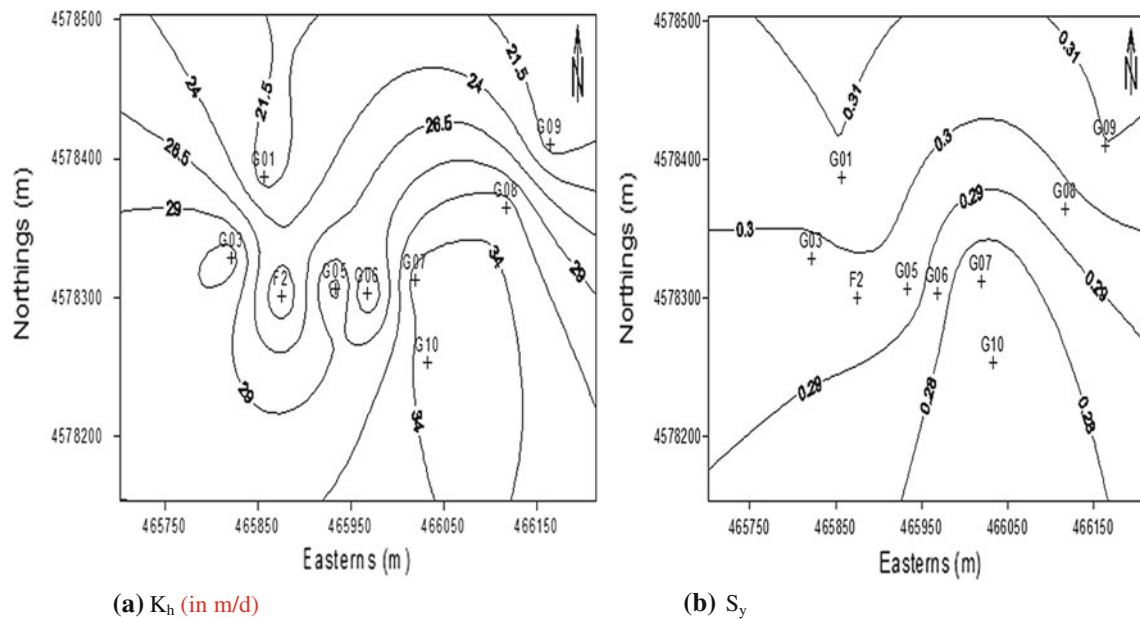 4578500
4578400
4578300
4578200
Northings (m)
465750 465850 465950 466050 466150
Easterns (m)
24
21.5
21.5
24
26.5
26.5
29
29
29
34
34
N
G01
G09
G08
G03
F2
G05
G06
G07
G10
(a) Kh (in m/d)
4578500
4578400
4578300
4578200
Northings (m)
465750 465850 465950 466050 466150
Easterns (m)
0.31
0.31
0.3
0.3
0.29
0.29
0.29
0.28
0.28
N
G01
G09
G08
G03
F2
G05
G06
G07
G10
(b) Sy